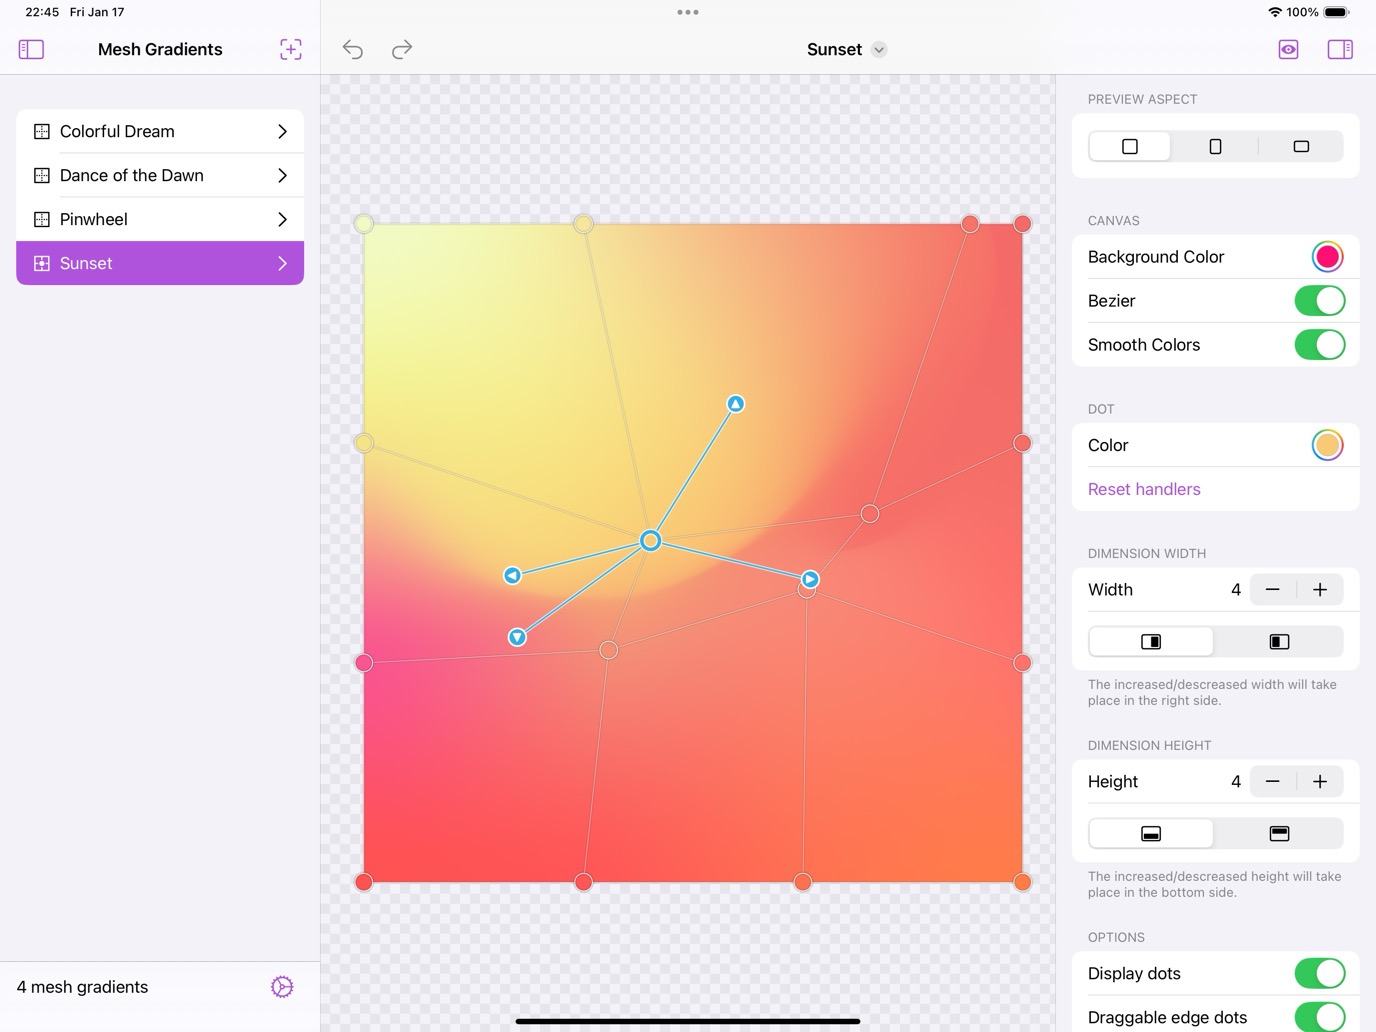 22:45 Fri Jan 17
100%
Mesh Gradients
Sunset
Colorful Dream
Dance of the Dawn
Pinwheel
Sunset
4 mesh gradients
PREVIEW ASPECT
CANVAS
Background Color
Bezier
Smooth Colors
DOT
Color
Reset handlers
DIMENSION WIDTH
Width 4
The increased/descreased width will take
place in the right side.
DIMENSION HEIGHT
Height 4
The increased/decreased height will take
place in the bottom side.
OPTIONS
Display dots
Draggable edge dots